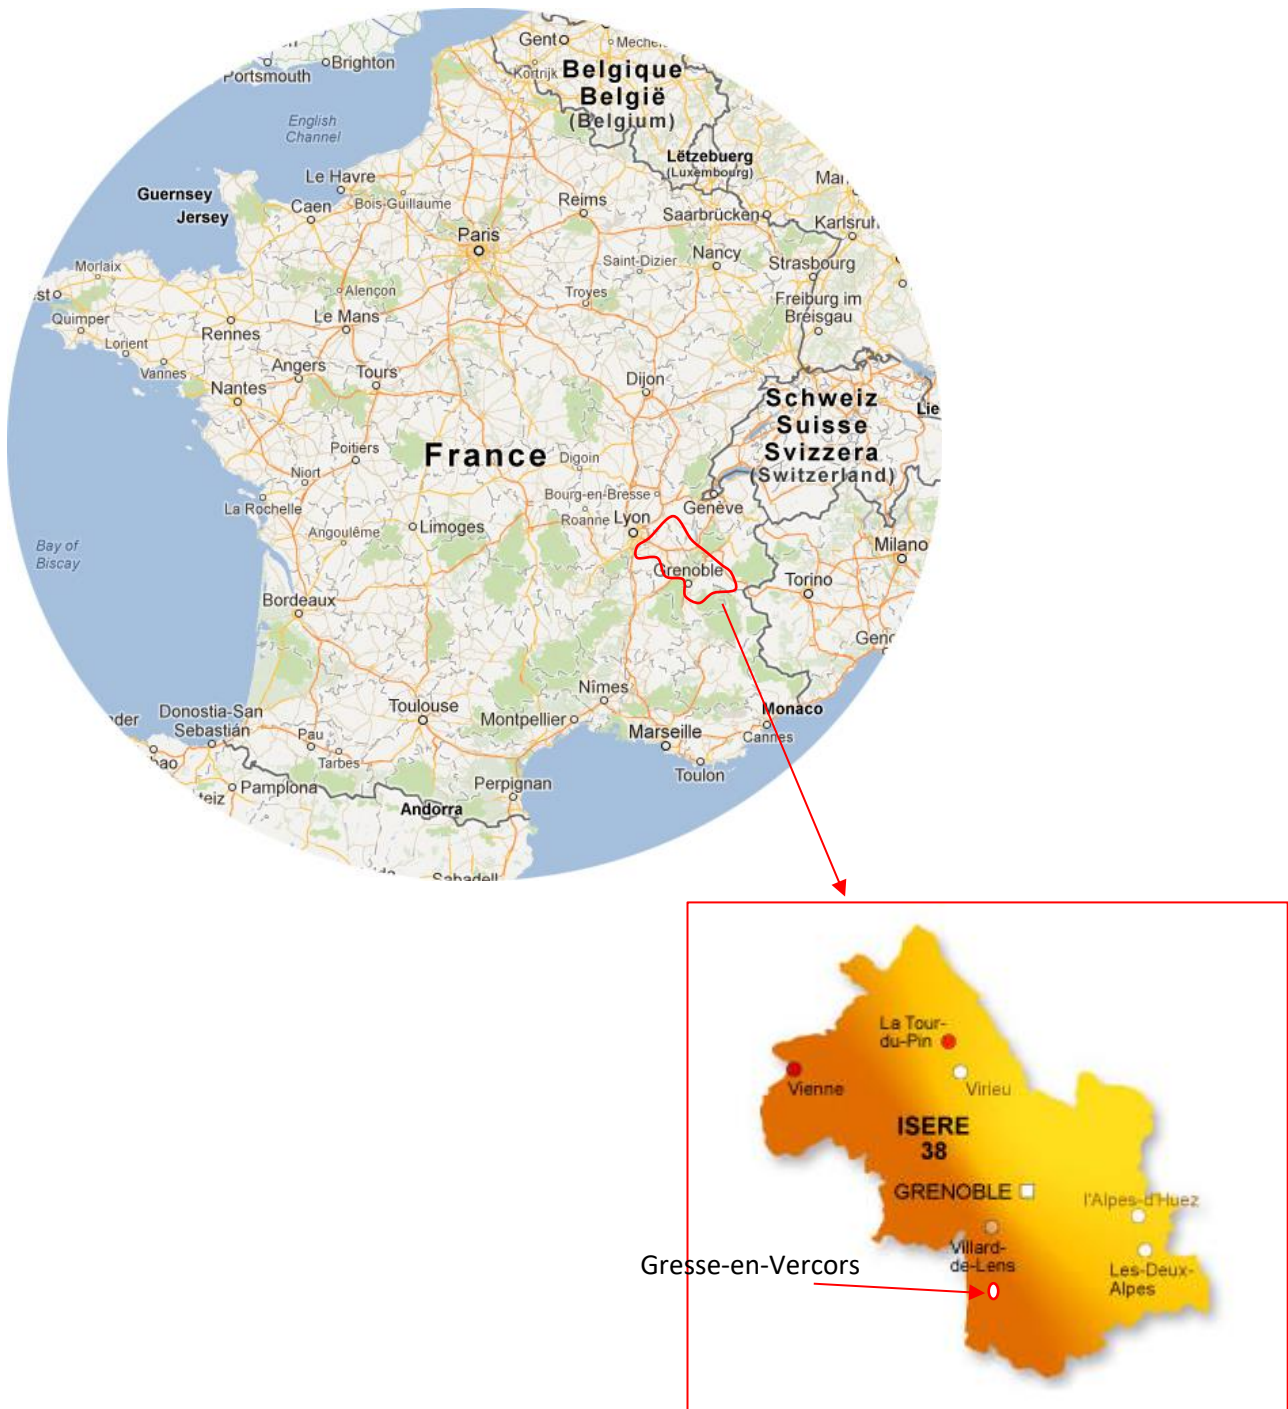 Gent
Kortrijk
Belgique
België
(Belgium)
Portsmouth
Brighton
English
Channel
Lëtzebuerg
(Luxembourg)
Guernsey
Jersey
Le Havre
Bois-Guillaume
Caen
Reims
Saarbrücken
Paris
Nancy
Saint-Dizier
Strasbourg
Morlaix
Alençon
Troyes
Freiburg im
Breisgau
Quimper
Rennes
Le Mans
Lorient
Vannes
Angers
Tours
Nantes
Dijon
Schweiz
Suisse
Svizzera
(Switzerland)
Lie
France
Poitiers
Digoin
Niort
La Rochelle
Bourg-en-Bresse
Genève
Roanne
Lyon
Angoulême
Limoges
Bay of
Biscay
Milano
Grenoble
Torino
Bordeaux
Nîmes
Monaco
Donostia-San
Sebastián
Toulouse
Montpellier
Marseille
Cannes
Pau
Tarbes
Toulon
Pamplona
Perpignan
Andorra
La Tour-
du-Pin
Vienne
Virieu
ISERE
38
GRENOBLE
l'Alpes-d'Huez
Villard-
de-Lens
Gresse-en-Vercors
Les-Deux-
Alpes